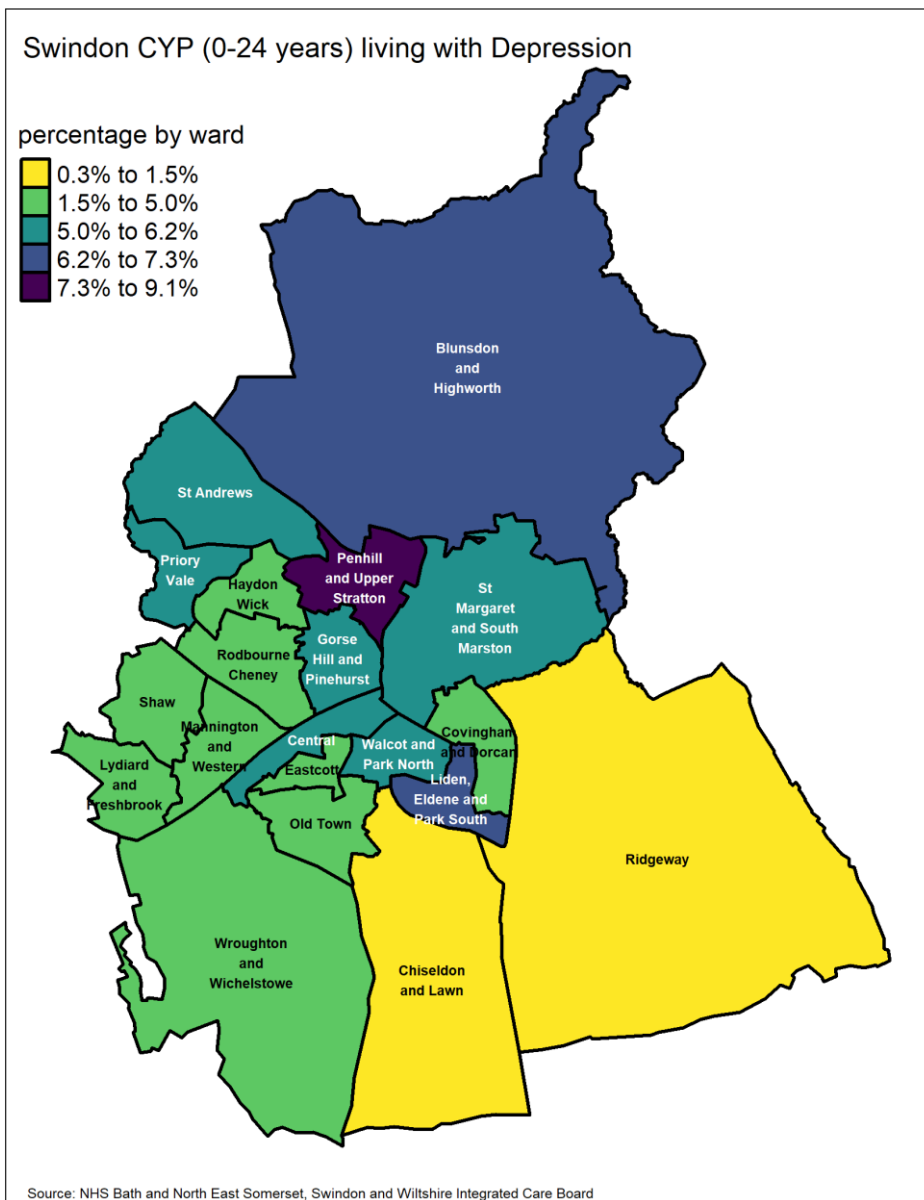 Swindon CYP (0-24 years) living with Depression
percentage by ward
0.3% to 1.5%
1.5% to 5.0%
5.0% to 6.2%
6.2% to 7.3%
7.3% to 9.1%
Blunsdon
and
Highworth
St Andrews
Priory
Vale
Haydon
Wick
Penhill
and Upper
Stratton
St
Margaret
and South
Marston
Gorse
Hill and
Pinehurst
Rodbourne
Cheney
Shaw
Mannington
and
Western
Lydiard
and
Freshbrook
Central
Eastcott
Walcot and
Park North
Covingham
and Dorcan
Liden,
Eldene and
Park South
Old Town
Ridgeway
Wroughton
and
Wichelstowe
Chiseldon
and Lawn
Source: NHS Bath and North East Somerset, Swindon and Wiltshire Integrated Care Board